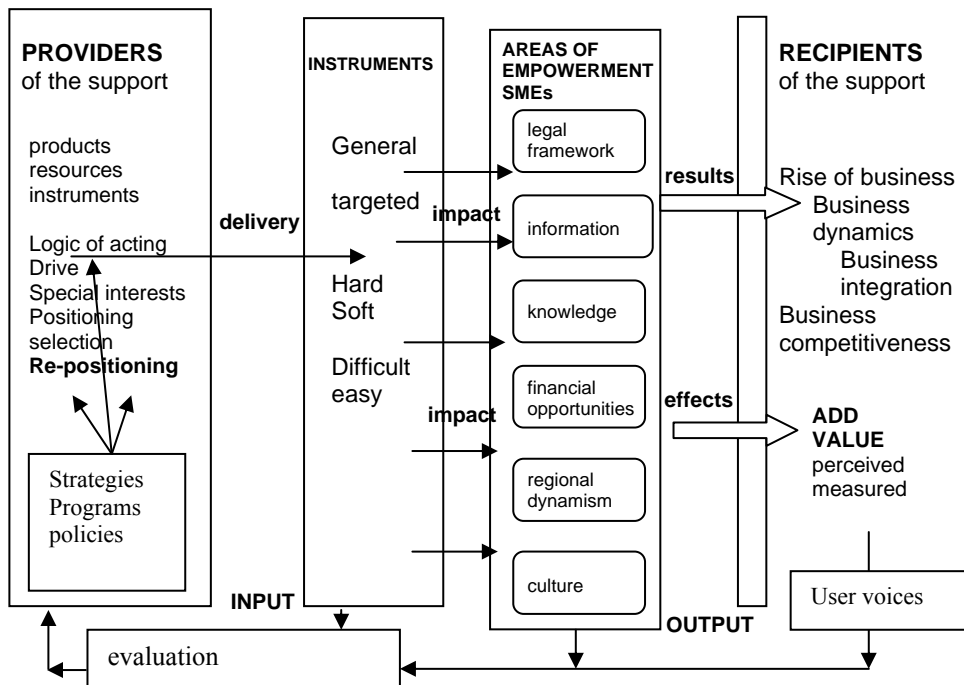 PROVIDERS
of the support
products
resources
instruments
Logic of acting
Drive
Special interests
Positioning
selection
Re-positioning
Strategies
Programs
policies
delivery
INPUT
INSTRUMENTS
General
targeted
Hard
Soft
Difficult
easy
impact
impact
AREAS OF
EMPOWERMENT
SMEs
legal
framework
information
knowledge
financial
opportunities
regional
dynamism
culture
results
effects
OUTPUT
RECIPIENTS
of the support
Rise of business
Business
dynamics
Business
integration
Business
competitiveness
ADD
VALUE
perceived
measured
User voices
evaluation